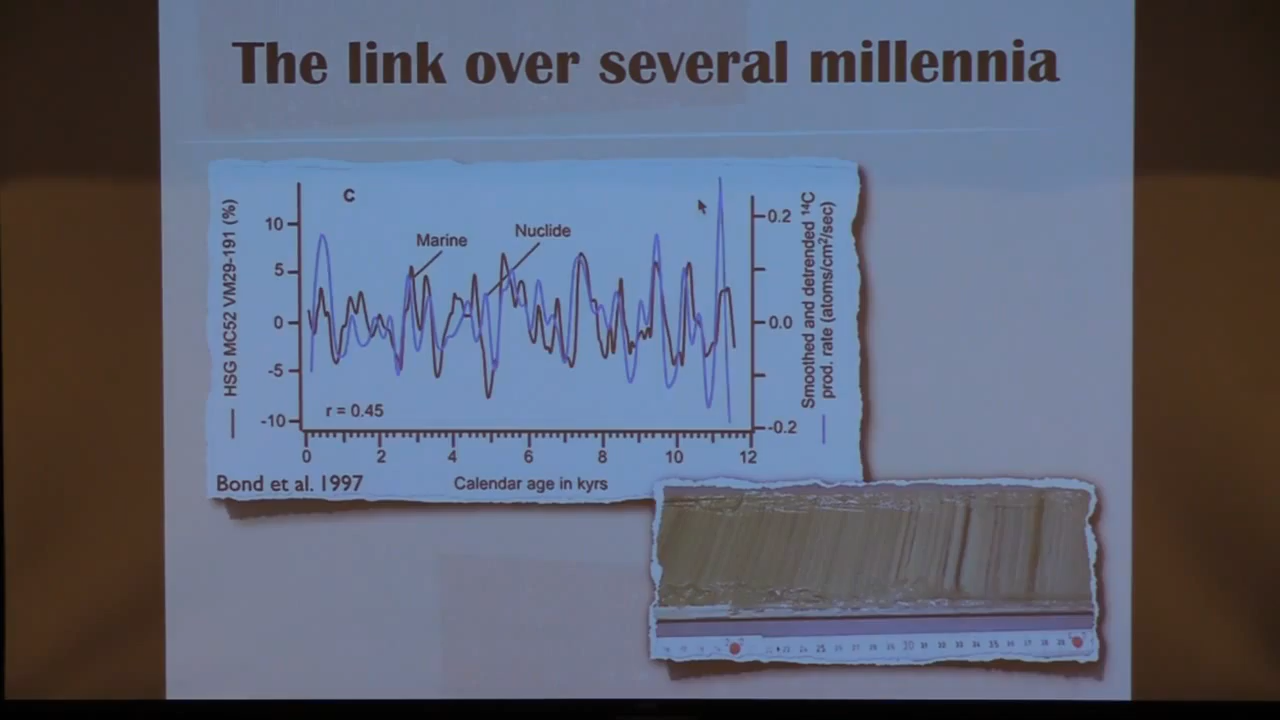 The link over several millennia
C
HSG MC52 VM29-191 (%)
10
5
0
-5
-10
Marine
Nuclide
r = 0.45
0.2
0.0
-0.2
Smoothed and detrended ¹⁴C
prod. rate (atoms/cm²/sec)
0 2 4 6 8 10 12
Calendar age in kyrs
Bond et al. 1997